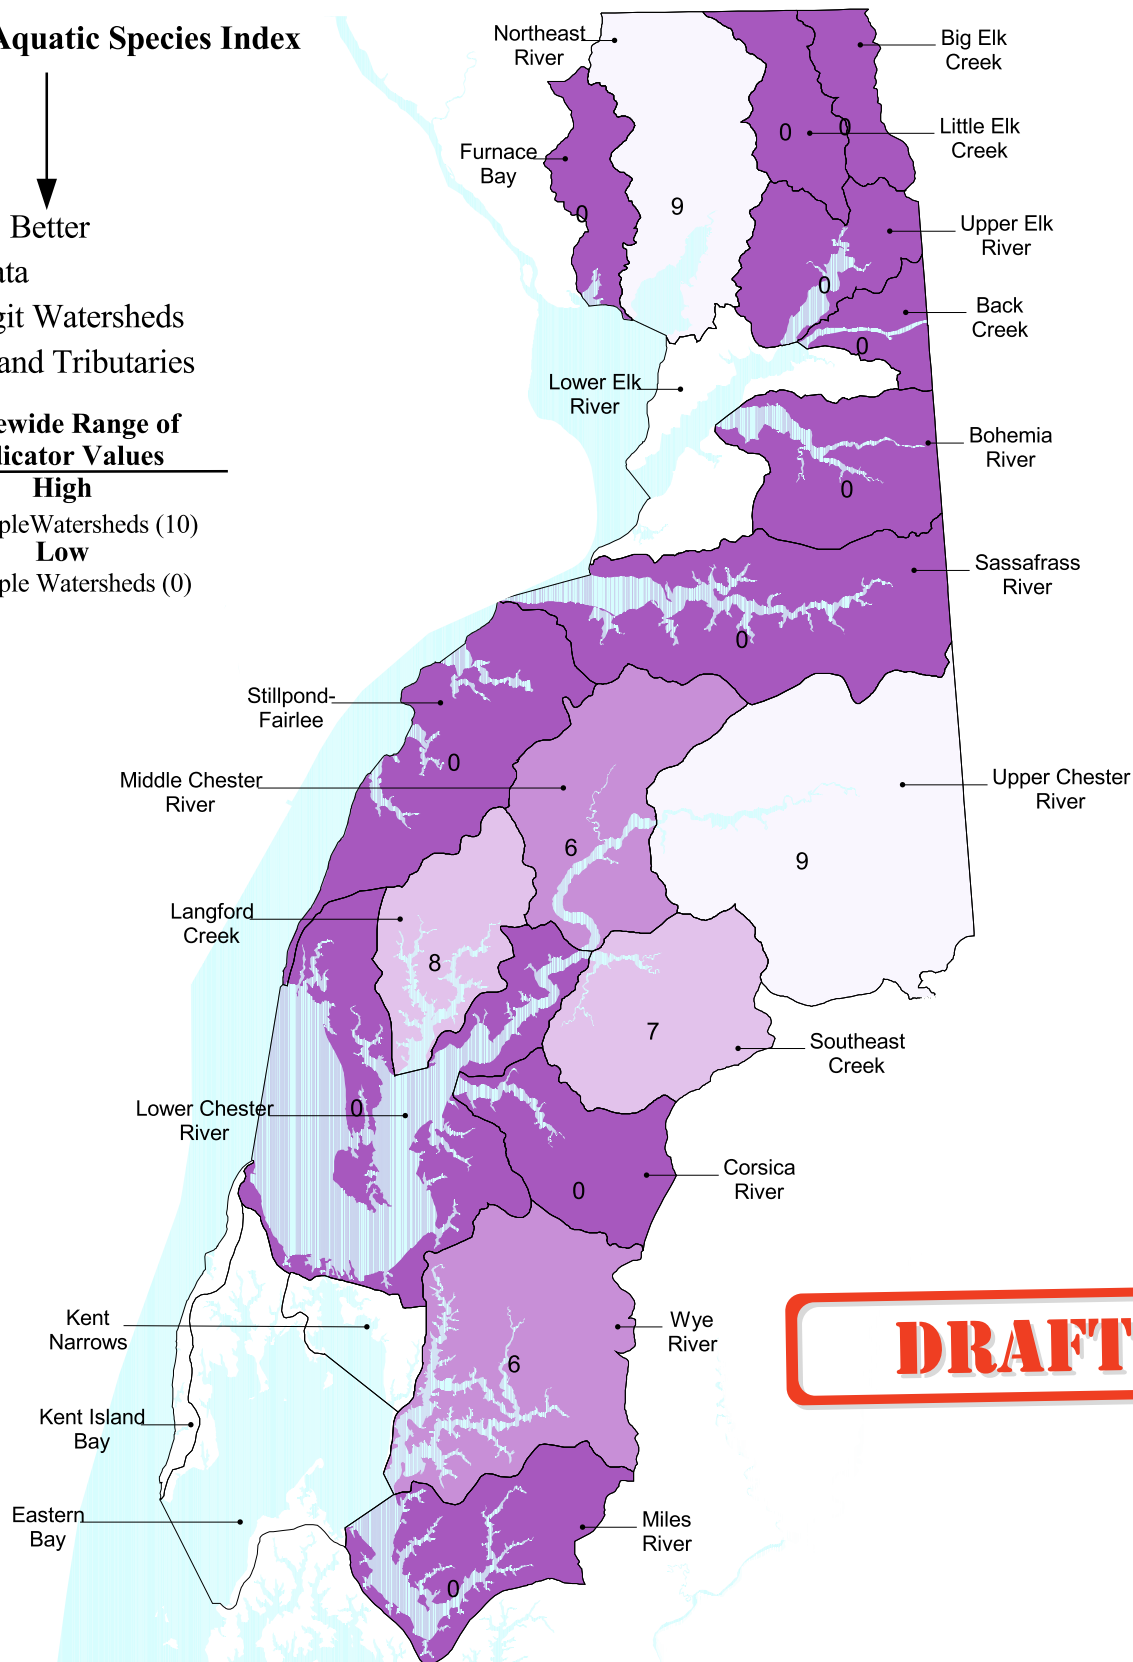 Aquatic Species Index
Better
git Watersheds
and Tributaries
ewide Range of
licator Values
High
pleWatersheds (10)
Low
ple Watersheds (0)
Northeast
River
Big Elk
Creek
Furnace
Bay
Little Elk
Creek
0
0
0
9
Upper Elk
River
0
Back
Creek
0
Lower Elk
River
Bohemia
River
0
Sassafrass
River
0
Stillpond-
Fairlee
0
Middle Chester
River
6
Upper Chester
River
9
Langford
Creek
8
7
Southeast
Creek
Lower Chester
River
0
Corsica
River
0
Kent
Narrows
Wye
River
6
DRAFT
Kent Island
Bay
Eastern
Bay
Miles
River
0